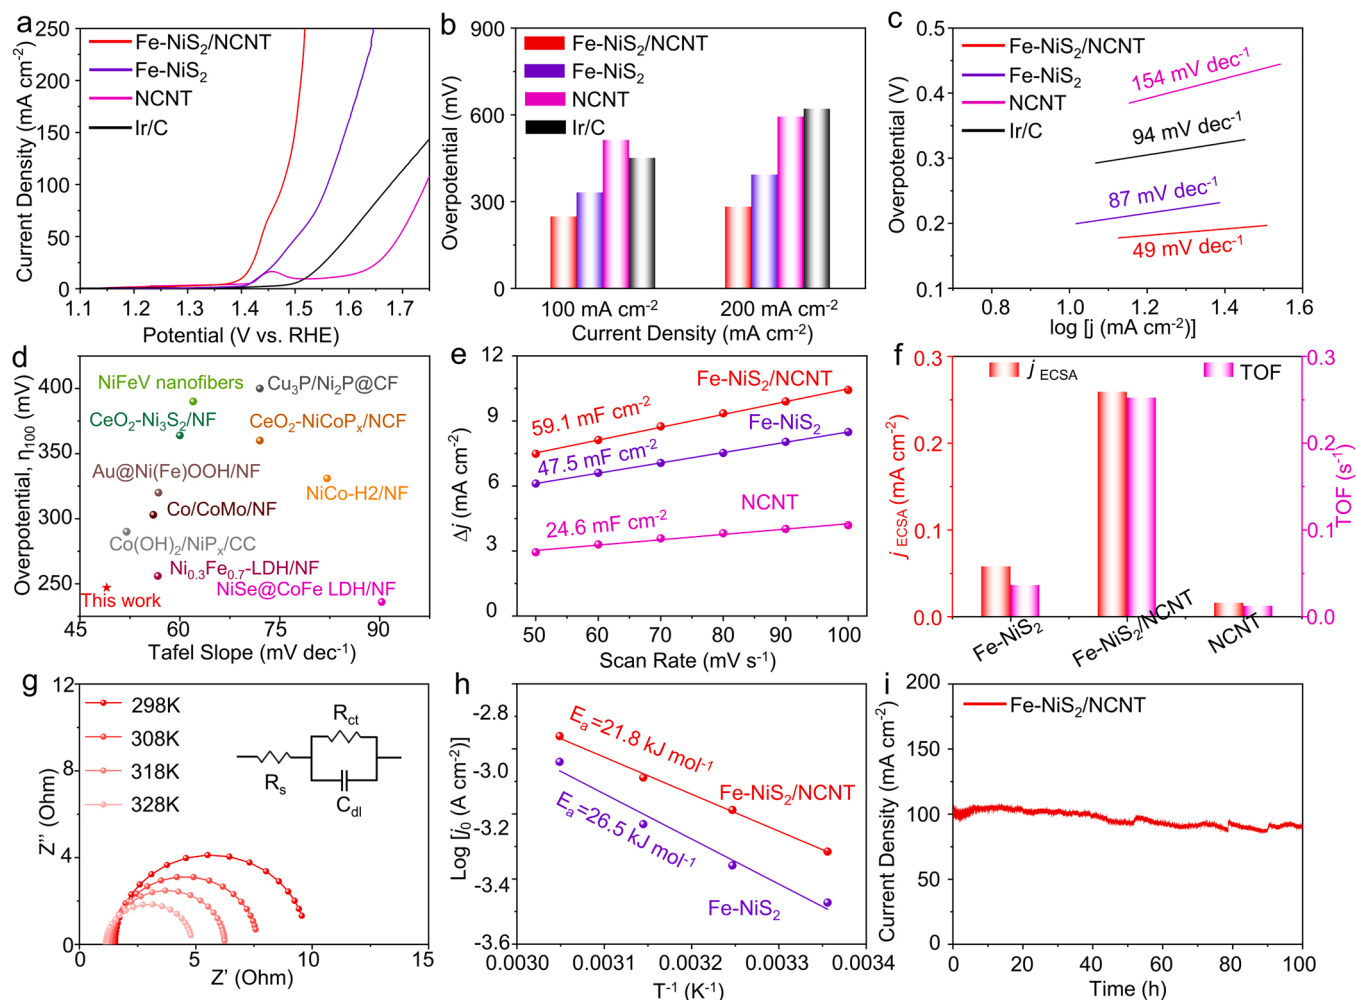 a
250
200
150
100
50
0
Current Density (mA cm⁻²)
Fe-NiS₂/NCNT
Fe-NiS₂
NCNT
Ir/C
1.1 1.2 1.3 1.4 1.5 1.6 1.7
Potential (V vs. RHE)
b
900
600
300
0
Overpotential (mV)
Fe-NiS₂/NCNT
Fe-NiS₂
NCNT
Ir/C
100 mA cm⁻² 200 mA cm⁻²
Current Density (mA cm⁻²)
c
0.5
0.4
0.3
0.2
0.1
Overpotential (V)
Fe-NiS₂/NCNT
Fe-NiS₂
NCNT
Ir/C
154 mV dec⁻¹
94 mV dec⁻¹
87 mV dec⁻¹
49 mV dec⁻¹
0.8 1.0 1.2 1.4 1.6
log [j (mA cm⁻²)]
d
400
350
300
250
Overpotential, η₁₀₀ (mV)
NiFeV nanofibers
Cu₃P/Ni₂P@CF
CeO₂-Ni₃S₂/NF
CeO₂-NiCoPₓ/NCF
Au@Ni(Fe)OOH/NF
NiCo-H2/NF
Co/CoMo/NF
Co(OH)₂/NiPₓ/CC
Ni₀.₃Fe₀.₇-LDH/NF
NiSe@CoFe LDH/NF
This work
45 60 75 90
Tafel Slope (mV dec⁻¹)
e
12
9
6
3
0
Δj (mA cm⁻²)
Fe-NiS₂/NCNT
59.1 mF cm⁻²
Fe-NiS₂
47.5 mF cm⁻²
NCNT
24.6 mF cm⁻²
50 60 70 80 90 100
Scan Rate (mV s⁻¹)
f
0.3
0.2
0.1
0.0
j ECSA (mA cm⁻²)
j ECSA
TOF
0.3
0.2
0.1
0.0
TOF (s⁻¹)
Fe-NiS₂
Fe-NiS₂/NCNT
NCNT
g
12
8
4
0
Z'' (Ohm)
298K
308K
318K
328K
Rct
Rs
Cdl
0 5 10 15
Z' (Ohm)
h
-2.8
-3.0
-3.2
-3.4
-3.6
Log [j₀ (A cm⁻²)]
Eₐ=21.8 kJ mol⁻¹
Fe-NiS₂/NCNT
Eₐ=26.5 kJ mol⁻¹
Fe-NiS₂
0.0030 0.0031 0.0032 0.0033 0.0034
T⁻¹ (K⁻¹)
i
200
150
100
50
0
Current Density (mA cm⁻²)
Fe-NiS₂/NCNT
0 20 40 60 80 100
Time (h)